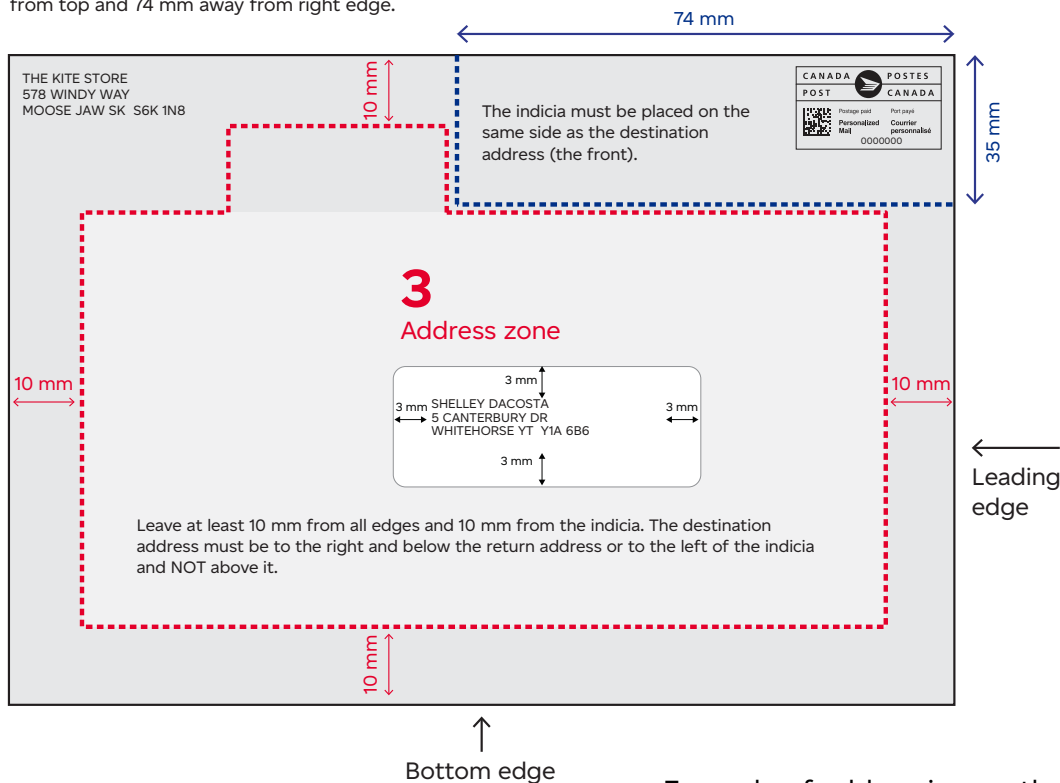 from top and 74 mm away from right edge.
74 mm
THE KITE STORE
578 WINDY WAY
MOOSE JAW SK  S6K 1N8
10 mm
The indicia must be placed on the
same side as the destination
address (the front).
CANADA POSTES
POST CANADA
Postage paid Port payé
Personalized Courrier
Mail personnalisé
0000000
35 mm
3
Address zone
10 mm
10 mm
3 mm
3 mm
SHELLEY DACOSTA
5 CANTERBURY DR
WHITEHORSE YT  Y1A 6B6
3 mm
3 mm
Leading
edge
Leave at least 10 mm from all edges and 10 mm from the indicia. The destination
address must be to the right and below the return address or to the left of the indicia
and NOT above it.
10 mm
Bottom edge